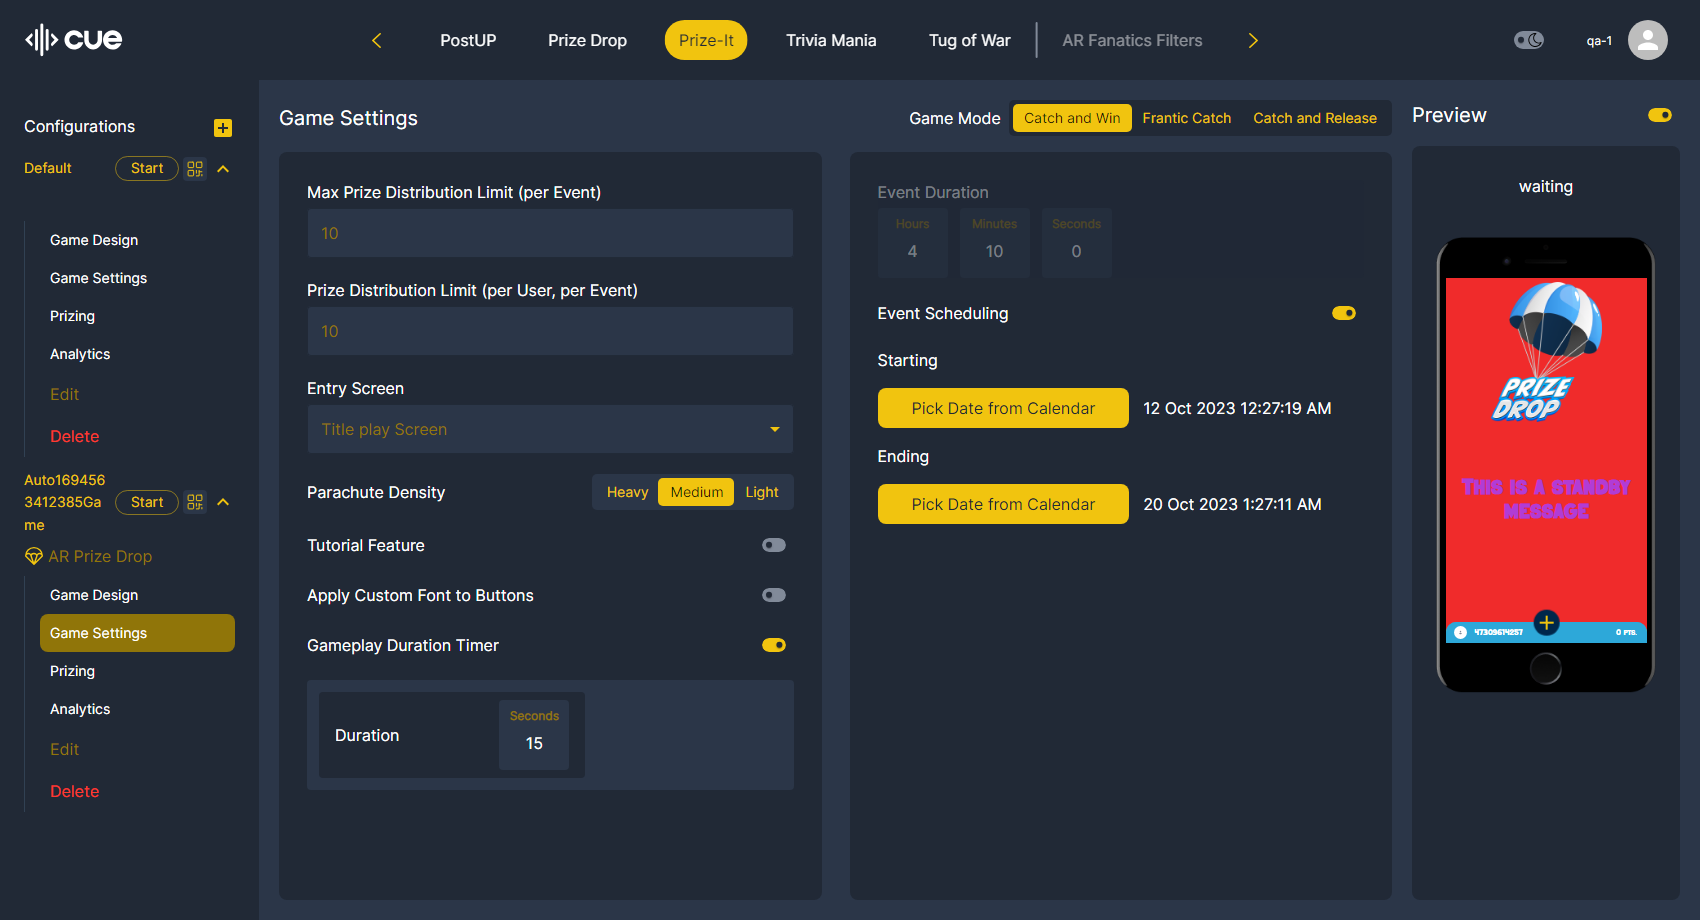 cue
PostUP
Prize Drop
Prize-It
Trivia Mania
Tug of War
AR Fanatics Filters
qa-1
Configurations
Default
Start
Game Design
Game Settings
Prizing
Analytics
Edit
Delete
Auto169456
3412385Ga
me
Start
AR Prize Drop
Game Design
Game Settings
Prizing
Analytics
Edit
Delete
Game Settings
Game Mode
Catch and Win
Frantic Catch
Catch and Release
Max Prize Distribution Limit (per Event)
10
Prize Distribution Limit (per User, per Event)
10
Entry Screen
Title play Screen
Parachute Density
Heavy
Medium
Light
Tutorial Feature
Apply Custom Font to Buttons
Gameplay Duration Timer
Duration
Seconds
15
Event Duration
Hours
4
Minutes
10
Seconds
0
Event Scheduling
Starting
Pick Date from Calendar
12 Oct 2023 12:27:19 AM
Ending
Pick Date from Calendar
20 Oct 2023 1:27:11 AM
Preview
waiting
PRIZE
DROP
THIS IS A STANDBY
MESSAGE
47309674257
0 PTS.